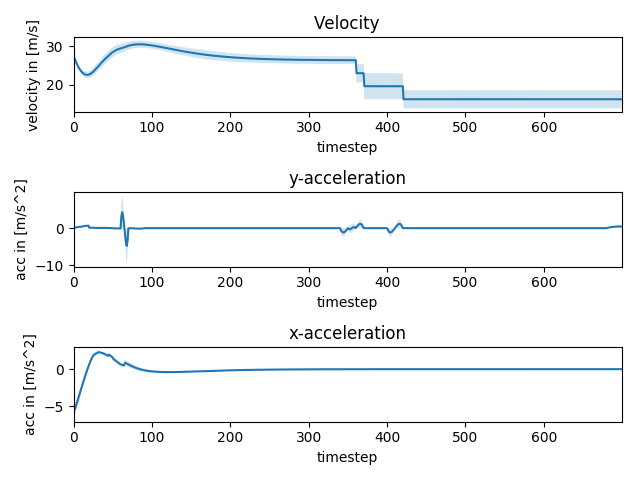 Velocity
velocity in [m/s]
30
20
0 100 200 300 400 500 600
timestep
y-acceleration
acc in [m/s^2]
0
−10
0 100 200 300 400 500 600
timestep
x-acceleration
acc in [m/s^2]
0
−5
0 100 200 300 400 500 600
timestep